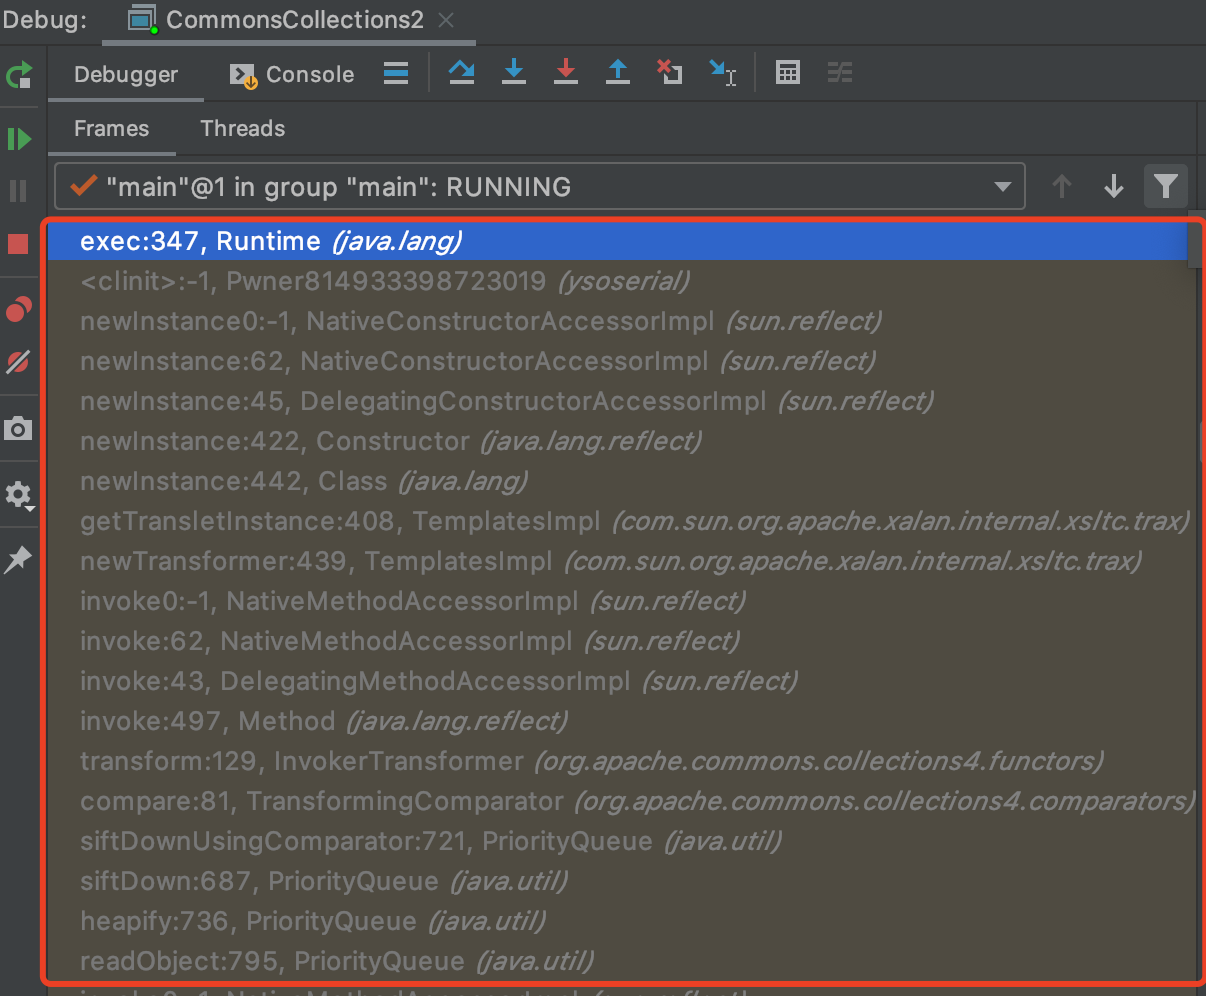 Debug: CommonsCollections2
Debugger Console
Frames Threads
"main"@1 in group "main": RUNNING
exec:347, Runtime (java.lang)
<clinit>:-1, Pwner814933398723019 (ysoserial)
newInstance0:-1, NativeConstructorAccessorImpl (sun.reflect)
newInstance:62, NativeConstructorAccessorImpl (sun.reflect)
newInstance:45, DelegatingConstructorAccessorImpl (sun.reflect)
newInstance:422, Constructor (java.lang.reflect)
newInstance:442, Class (java.lang)
getTransletInstance:408, TemplatesImpl (com.sun.org.apache.xalan.internal.xsltc.trax)
newTransformer:439, TemplatesImpl (com.sun.org.apache.xalan.internal.xsltc.trax)
invoke0:-1, NativeMethodAccessorImpl (sun.reflect)
invoke:62, NativeMethodAccessorImpl (sun.reflect)
invoke:43, DelegatingMethodAccessorImpl (sun.reflect)
invoke:497, Method (java.lang.reflect)
transform:129, InvokerTransformer (org.apache.commons.collections4.functors)
compare:81, TransformingComparator (org.apache.commons.collections4.comparators)
siftDownUsingComparator:721, PriorityQueue (java.util)
siftDown:687, PriorityQueue (java.util)
heapify:736, PriorityQueue (java.util)
readObject:795, PriorityQueue (java.util)